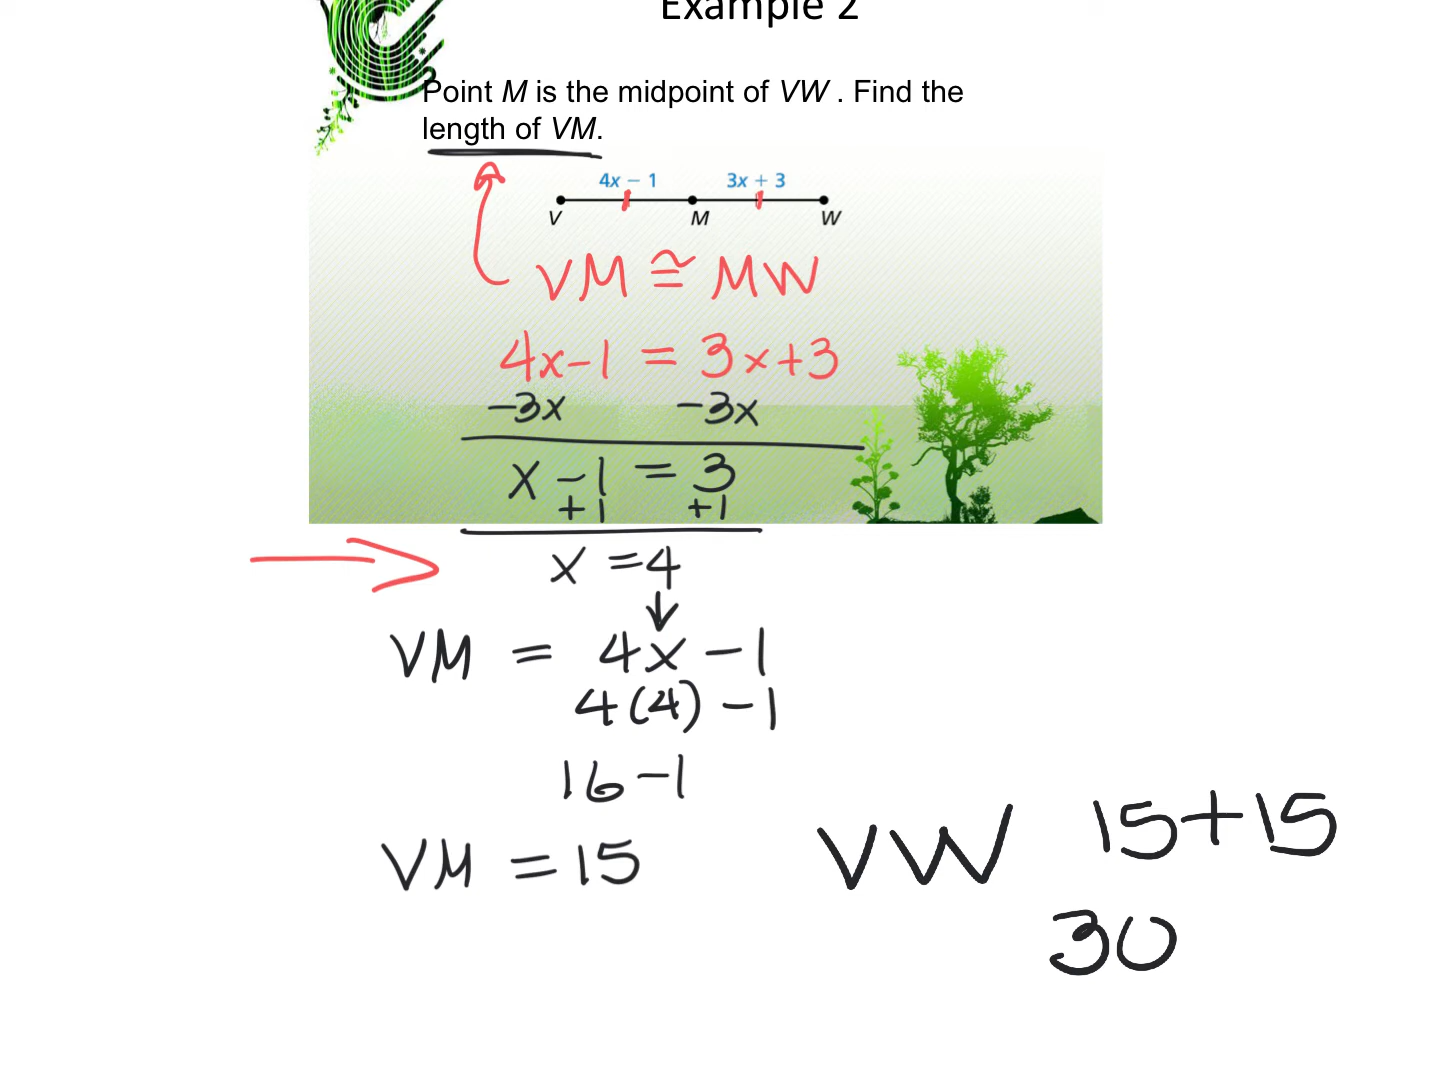 Example 2
Point M is the midpoint of VW . Find the
length of VM.
4x − 1 3x + 3
V M W
VM ≅ MW
4x-1 = 3x+3
-3x -3x
x -1 = 3
+1 +1
x =4
VM = 4x -1
4(4) -1
16-1
VM = 15
VW 15+15
30